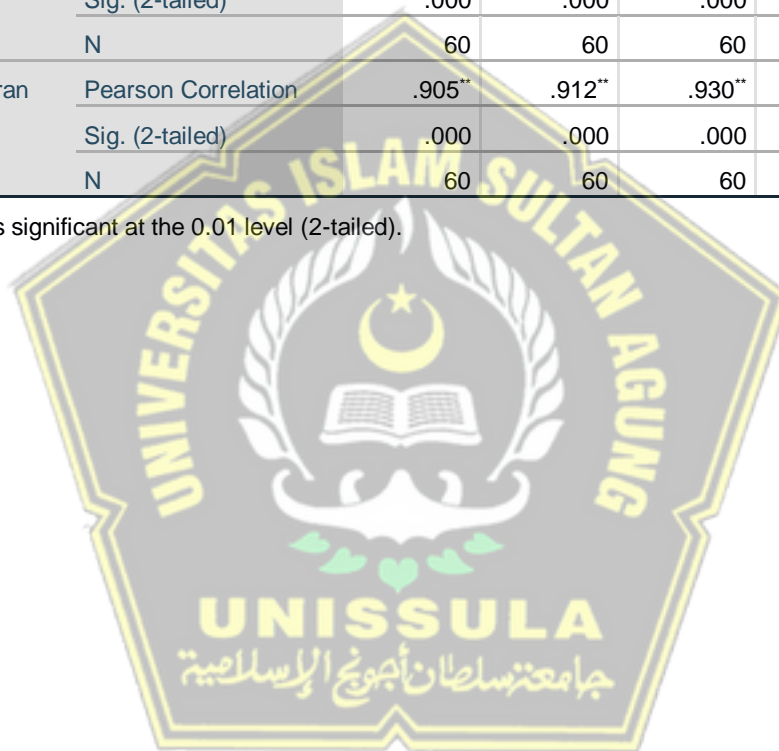 Sig. (2-tailed) .000 .000 .000
N 60 60 60
ran Pearson Correlation .905** .912** .930**
Sig. (2-tailed) .000 .000 .000
N 60 60 60
s significant at the 0.01 level (2-tailed).
UNIVERSITAS ISLAM SULTAN AGUNG
UNISSULA
جامعتنسلطان أجونج الإسلامية